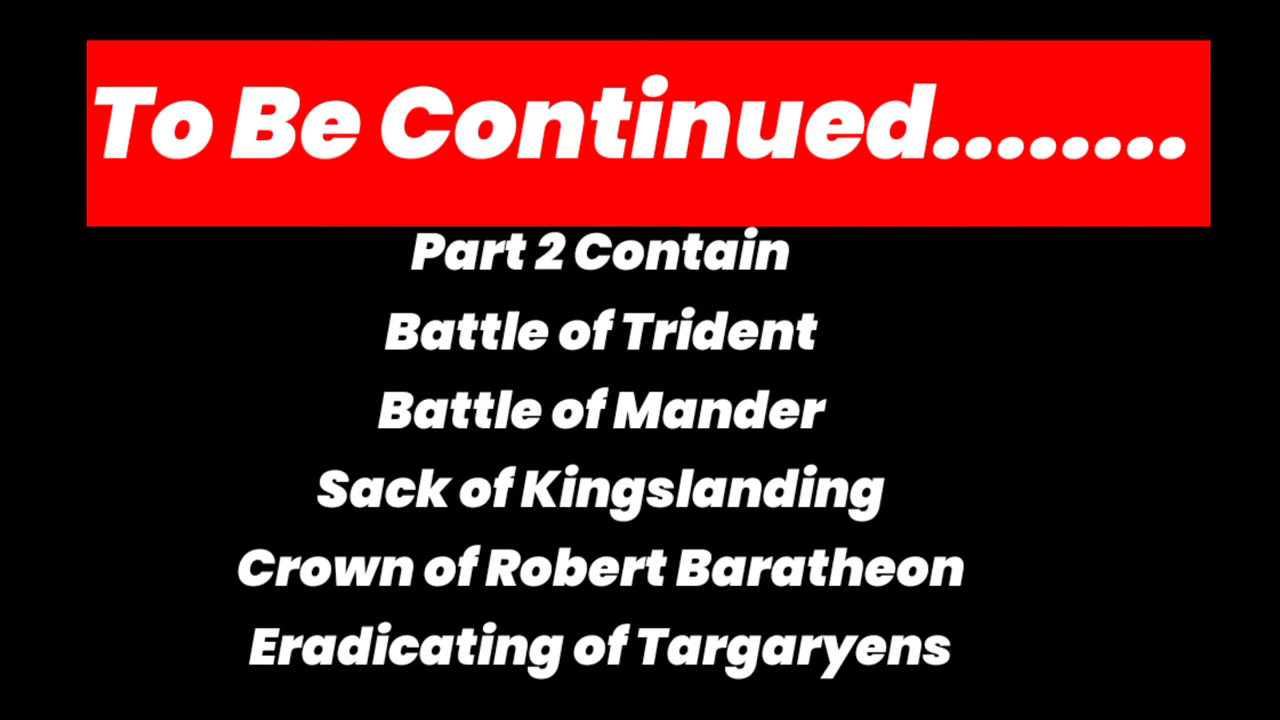 To Be Continued........
Part 2 Contain
Battle of Trident
Battle of Mander
Sack of Kingslanding
Crown of Robert Baratheon
Eradicating of Targaryens